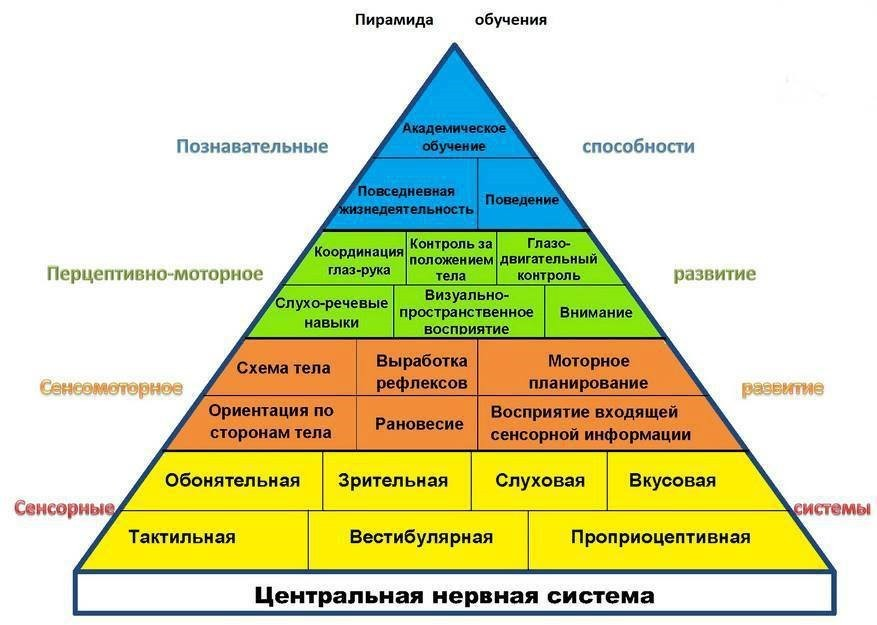 Пирамида обучения
Академическое
обучение
Познавательные способности
Повседневная
жизнедеятельность
Поведение
Координация
глаз-рука
Контроль за
положением
тела
Глазо-
двигательный
контроль
Перцептивно-моторное развитие
Слухо-речевые
навыки
Визуально-
пространственное
восприятие
Внимание
Схема тела
Выработка
рефлексов
Моторное
планирование
Сенсомоторное развитие
Ориентация по
сторонам тела
Рановесие
Восприятие входящей
сенсорной информации
Обонятельная
Зрительная
Слуховая
Вкусовая
Сенсорные системы
Тактильная
Вестибулярная
Проприоцептивная
Центральная нервная система